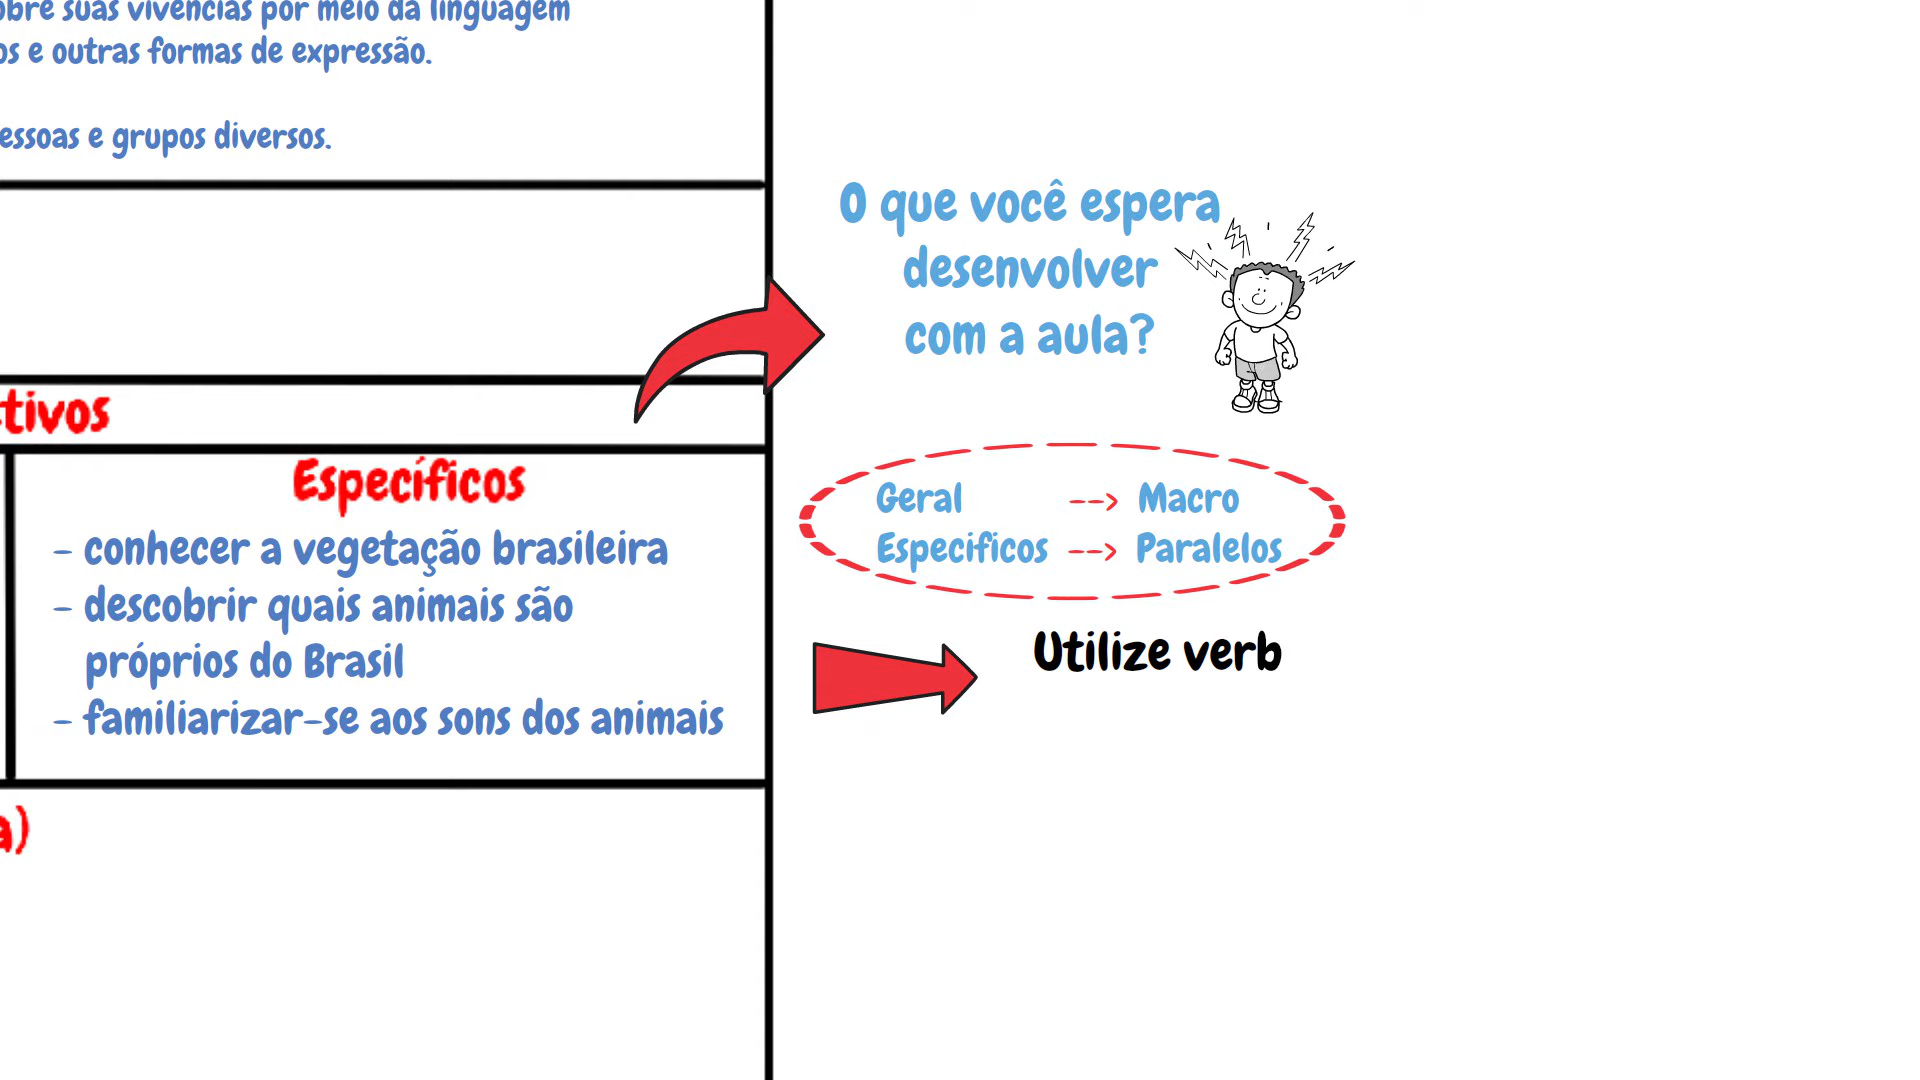 sobre suas vivências por meio da linguagem
os e outras formas de expressão.
essoas e grupos diversos.
O que você espera
desenvolver
com a aula?
tivos
Específicos
- conhecer a vegetação brasileira
- descobrir quais animais são
próprios do Brasil
- familiarizar-se aos sons dos animais
Geral --> Macro
Específicos --> Paralelos
Utilize verb
a)